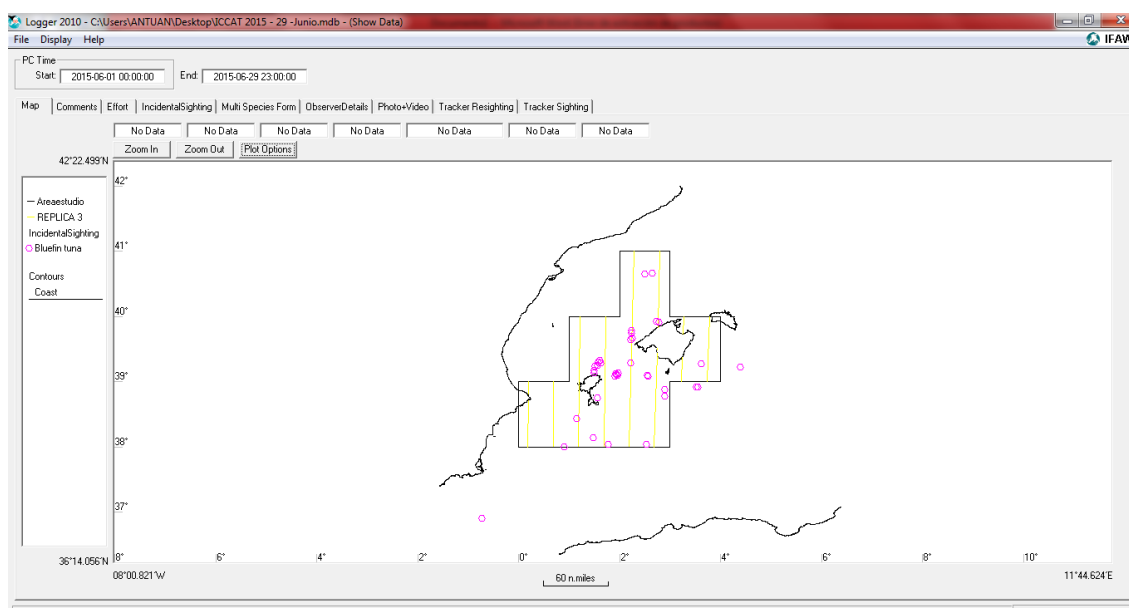 Logger 2010 - C:\Users\ANTUAN\Desktop\ICCAT 2015 - 29 -Junio.mdb - (Show Data)
File Display Help
IFAW
PC Time
Start: 2015-06-01 00:00:00 End: 2015-06-29 23:00:00
Map Comments Effort IncidentalSighting Multi Species Form ObserverDetails Photo+Video Tracker Resighting Tracker Sighting
No Data No Data No Data No Data No Data No Data No Data
Zoom In Zoom Out Plot Options
42°22.499'N
42°
Areaestudio
REPLICA 3
IncidentalSighting
Bluefin tuna
41°
Contours
Coast
40°
39°
38°
37°
36°14.056'N 8° 6° 4° 2° 0° 2° 4° 6° 8° 10°
08°00.821'W 60 n.miles 11°44.624'E